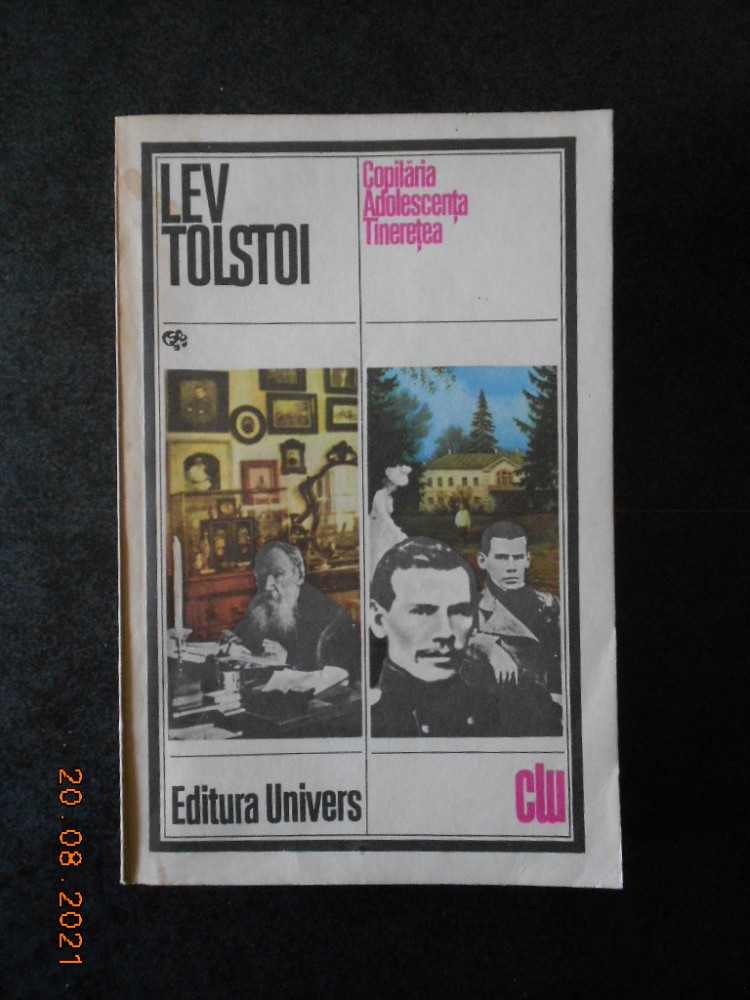 LEV
TOLSTOI
Copilăria
Adolescența
Tinerețea
Editura Univers
clu
20.08.2021